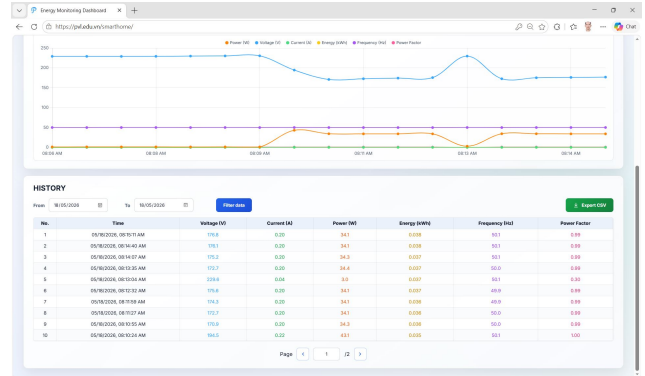 Energy Monitoring Dashboard
https://pvl.edu.vn/smarthome/
Chat
Power (W) Voltage (V) Current (A) Energy (kWh) Frequency (Hz) Power Factor
250
200
150
100
50
0
08:06 AM 08:08 AM 08:09 AM 08:11 AM 08:13 AM 08:14 AM
HISTORY
From 18/05/2026 To 18/05/2026 Filter data Export CSV
No. Time Voltage (V) Current (A) Power (W) Energy (kWh) Frequency (Hz) Power Factor
1 05/18/2026, 08:15:11 AM 176.8 0.20 34.1 0.038 50.1 0.99
2 05/18/2026, 08:14:40 AM 176.1 0.20 34.1 0.038 50.1 0.99
3 05/18/2026, 08:14:07 AM 175.2 0.20 34.3 0.037 50.1 0.99
4 05/18/2026, 08:13:35 AM 173.7 0.20 34.4 0.037 50.0 0.99
5 05/18/2026, 08:13:04 AM 229.6 0.04 3.0 0.037 50.1 0.30
6 05/18/2026, 08:12:32 AM 175.6 0.20 34.1 0.037 49.9 0.99
7 05/18/2026, 08:11:59 AM 174.3 0.20 34.1 0.036 49.9 0.99
8 05/18/2026, 08:11:27 AM 172.7 0.20 34.1 0.036 50.0 0.99
9 05/18/2026, 08:10:55 AM 170.9 0.20 34.3 0.036 50.0 0.99
10 05/18/2026, 08:10:24 AM 194.5 0.22 43.1 0.035 50.1 1.00
Page 1 /2